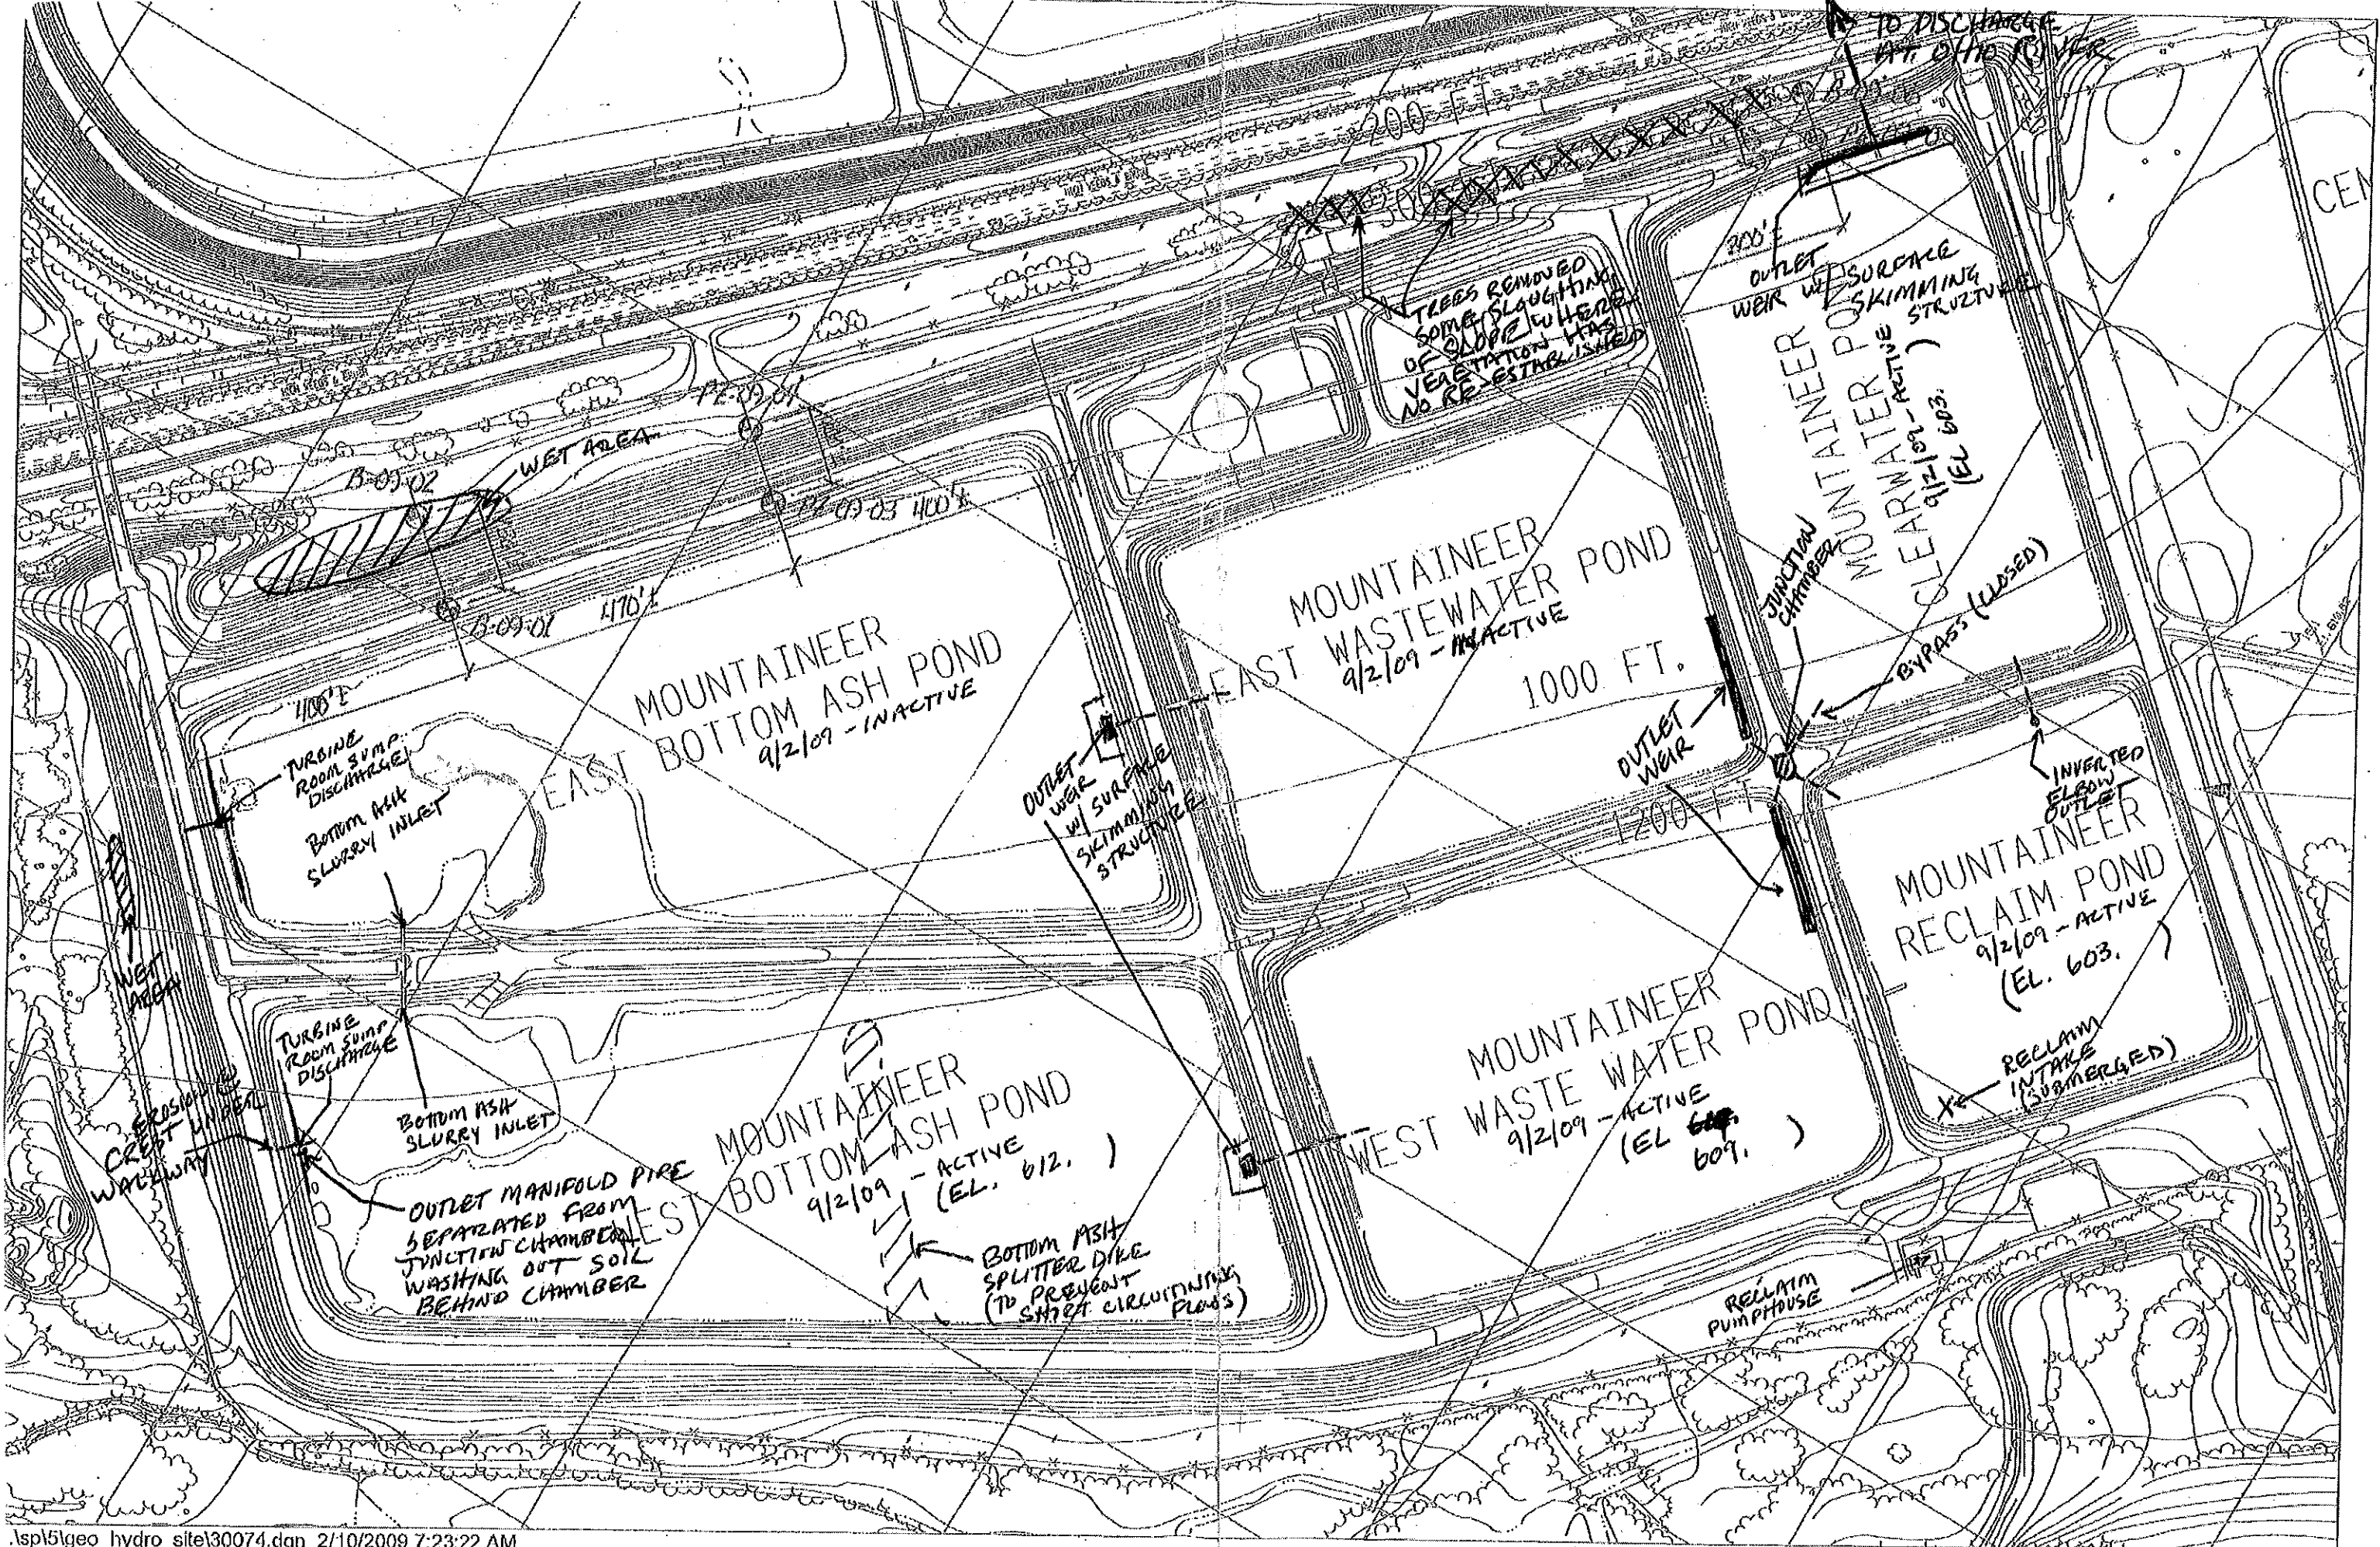 TO DISCHARGE
AT OHIO RIVER
200 FT.
CEN
300'±
OUTLET
WEIR W/ SURFACE
SKIMMING
STRUCTURE
TREES REMOVED
SOME SLOUGHING
OF SLOPE WHERE
VEGETATION HAS
NO RE-ESTABLISHED
MOUNTAINEER
CLEARWATER POND
9/2/09 - ACTIVE
(EL 603. )
PZ-09-04
WET AREA
B-09-02
PZ-09-03 400'±
B-09-01
470'±
JUNCTION
CHAMBER
BYPASS (CLOSED)
MOUNTAINEER
EAST WASTEWATER POND
9/2/09 - INACTIVE
1000 FT.
MOUNTAINEER
EAST BOTTOM ASH POND
9/2/09 - INACTIVE
400'±
TURBINE
ROOM SUMP
DISCHARGE
BOTTOM ASH
SLURRY INLET
OUTLET
WEIR
W/ SURFACE
SKIMMING
STRUCTURE
OUTLET
WEIR
1200 FT
INVERTED
ELBOW
OUTLET
MOUNTAINEER
RECLAIM POND
9/2/09 - ACTIVE
(EL. 603. )
WET
AREA
TURBINE
ROOM SUMP
DISCHARGE
EROSION @
CREST UNDER
WALKWAY
BOTTOM ASH
SLURRY INLET
MOUNTAINEER
WEST BOTTOM ASH POND
9/2/09 - ACTIVE
(EL. 612. )
MOUNTAINEER
WEST WASTE WATER POND
9/2/09 - ACTIVE
(EL
609. )
RECLAIM
INTAKE
(SUBMERGED)
X
OUTLET MANIFOLD PIPE
SEPARATED FROM
JUNCTION CHAMBER
WASHING OUT SOIL
BEHIND CHAMBER
BOTTOM ASH
SPLITTER DIKE
(TO PREVENT
SHORT CIRCUITING
FLOWS)
RECLAIM
PUMPHOUSE
.\sp\5\geo_hydro_site\30074.dgn 2/10/2009 7:23:22 AM